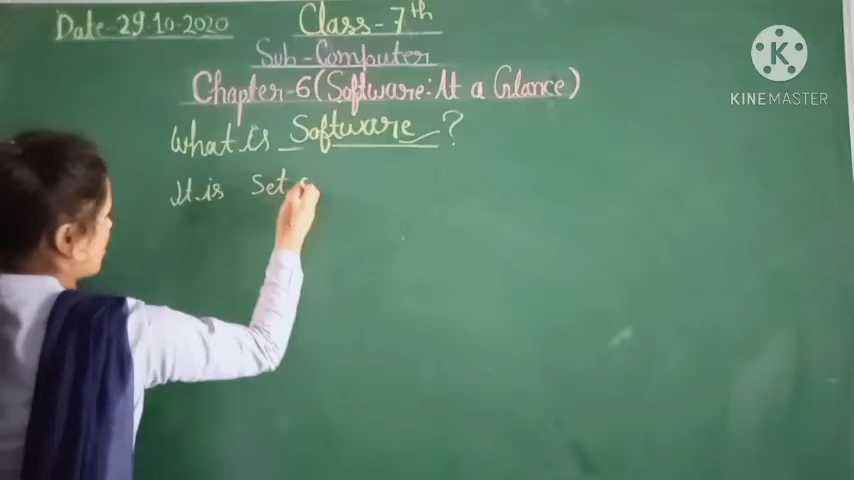 Date-29.10-2020 Class-7th
Sub-Computer
Chapter-6 (Software: At a Glance)
What is Software ?
It is Set
K
KINEMASTER